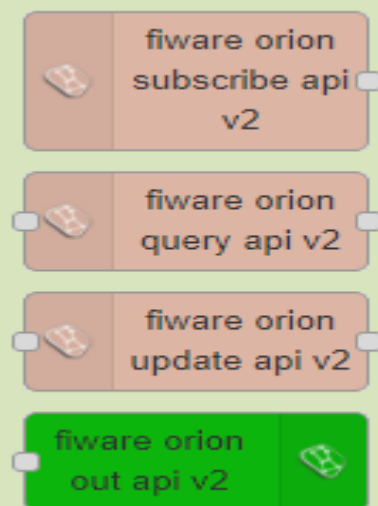 fiware orion
subscribe api
v2
fiware orion
query api v2
fiware orion
update api v2
fiware orion
out api v2